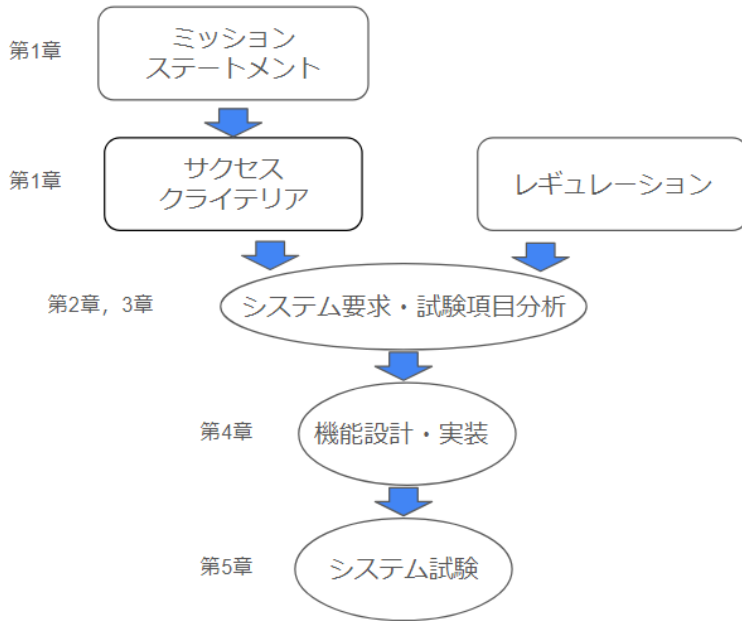 第1章
ミッション
ステートメント
第1章
サクセス
クライテリア
レギュレーション
第2章，3章
システム要求・試験項目分析
第4章
機能設計・実装
第5章
システム試験